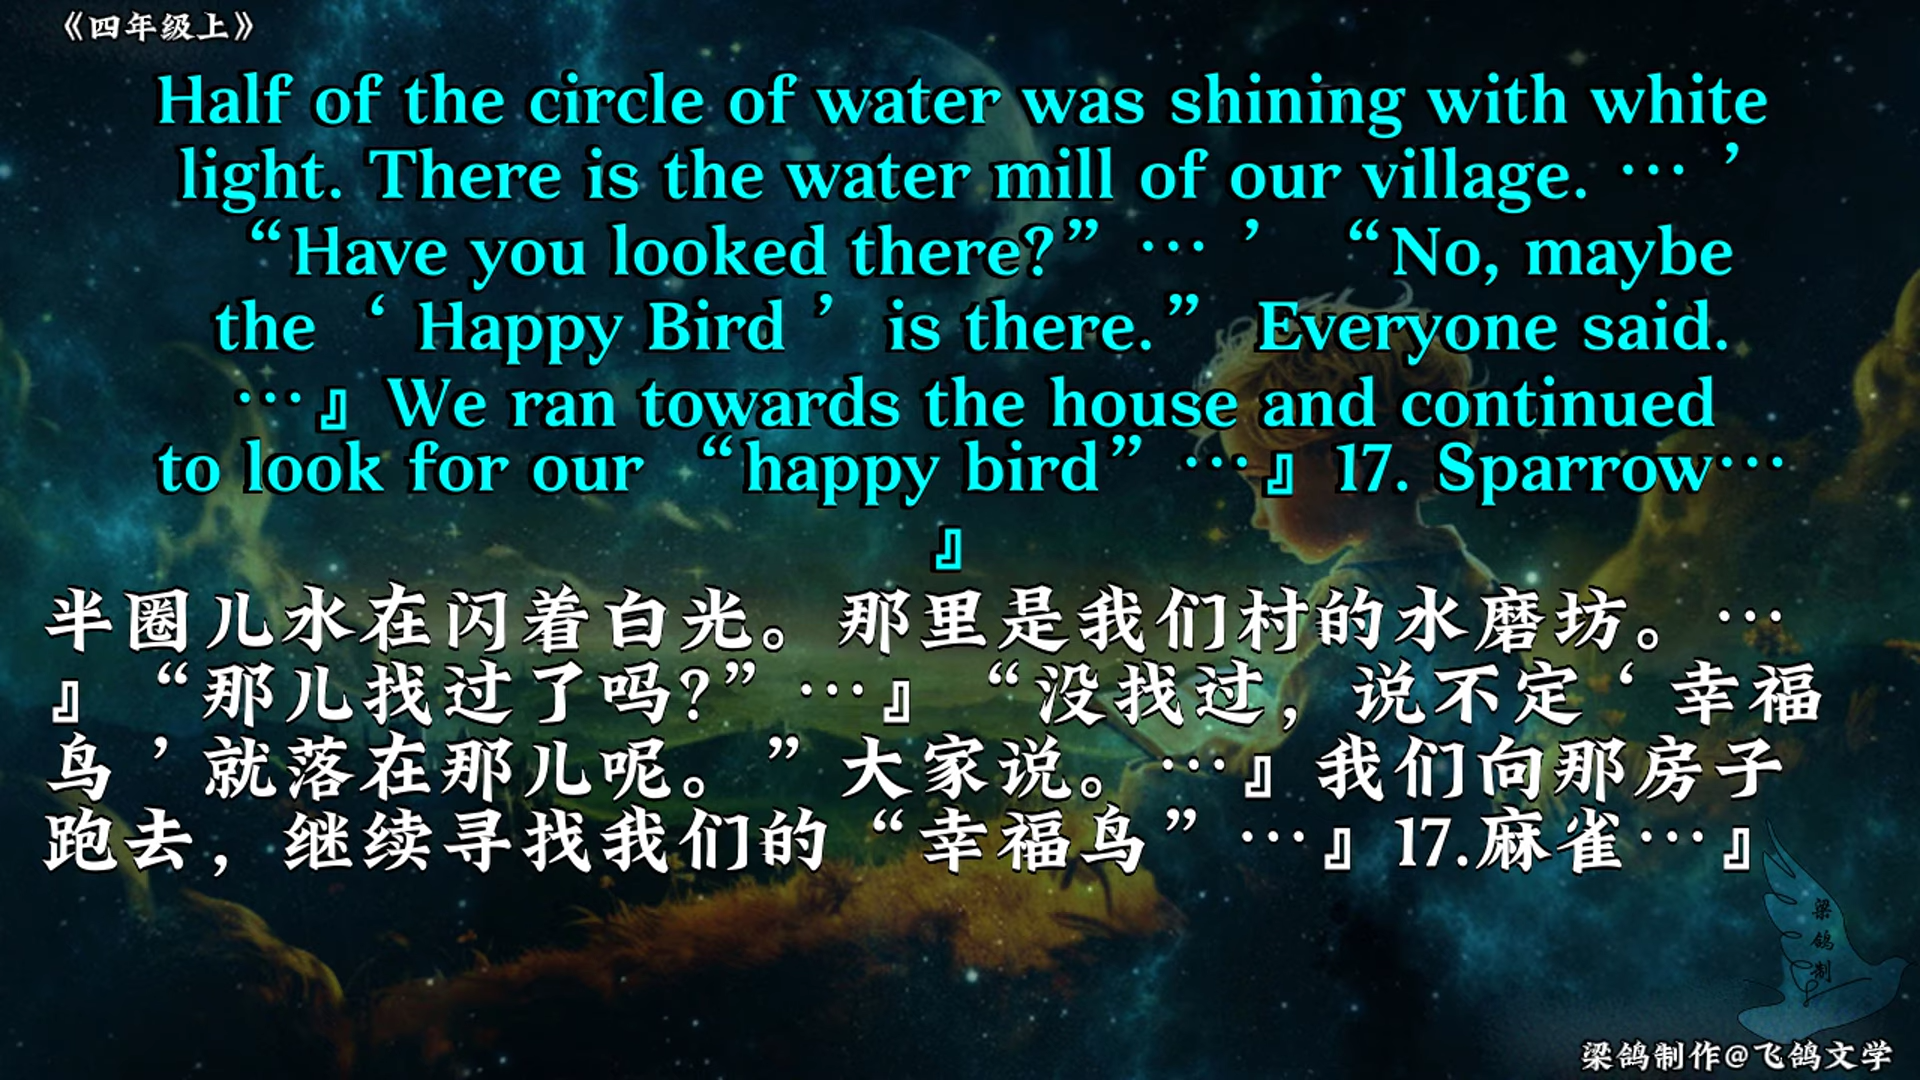 《四年级上》
Half of the circle of water was shining with white
light. There is the water mill of our village. … ’
“Have you looked there?” … ’ “No, maybe
the ‘ Happy Bird ’ is there.” Everyone said.
…』We ran towards the house and continued
to look for our “happy bird” …』17. Sparrow…
』
半圈儿水在闪着白光。那里是我们村的水磨坊。…
』“那儿找过了吗?”…』“没找过，说不定‘幸福
鸟’就落在那儿呢。”大家说。…』我们向那房子
跑去，继续寻找我们的“幸福鸟”…』17.麻雀…』
梁
鸽
制
梁鸽制作@飞鸽文学